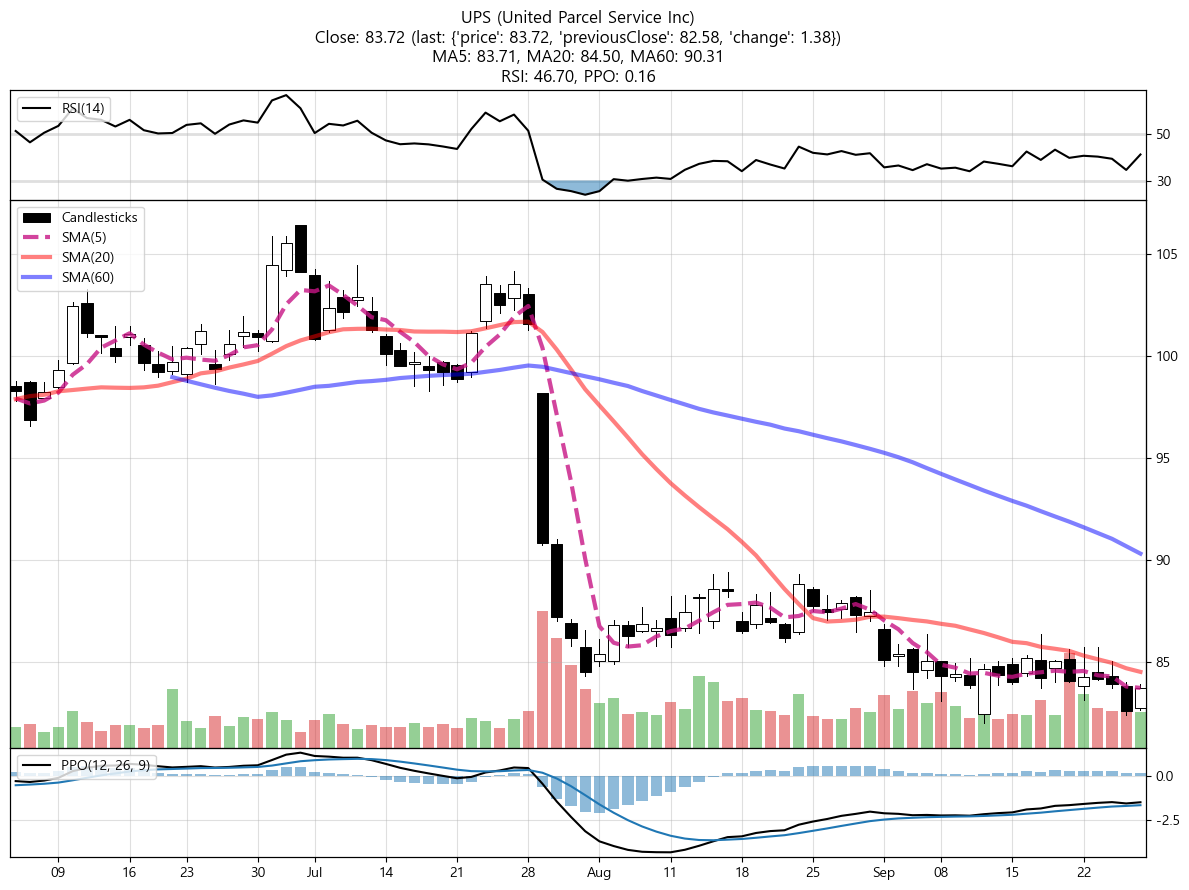 UPS (United Parcel Service Inc)
Close: 83.72 (last: {'price': 83.72, 'previousClose': 82.58, 'change': 1.38})
MA5: 83.71, MA20: 84.50, MA60: 90.31
RSI: 46.70, PPO: 0.16
RSI(14)
50
30
Candlesticks
SMA(5)
SMA(20)
SMA(60)
105
100
95
90
85
PPO(12, 26, 9)
0.0
−2.5
09 16 23 30 Jul 14 21 28 Aug 11 18 25 Sep 08 15 22